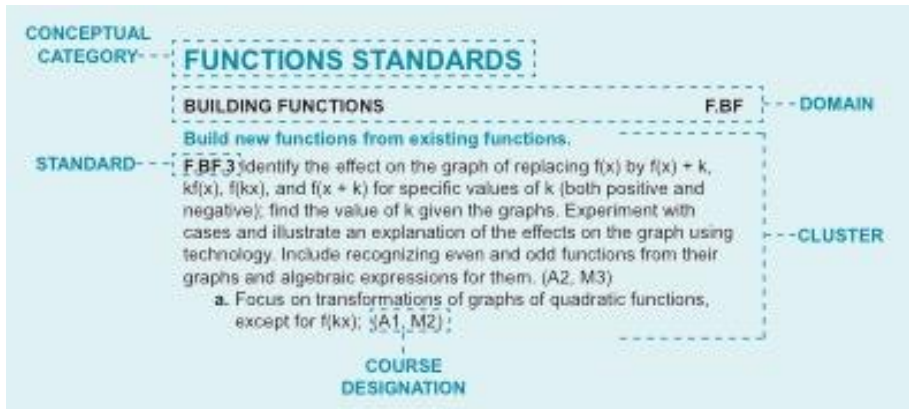 CONCEPTUAL
CATEGORY
FUNCTIONS STANDARDS
BUILDING FUNCTIONS F.BF
DOMAIN
Build new functions from existing functions.
STANDARD
F.BF.3 Identify the effect on the graph of replacing f(x) by f(x) + k,
kf(x), f(kx), and f(x + k) for specific values of k (both positive and
negative); find the value of k given the graphs. Experiment with
cases and illustrate an explanation of the effects on the graph using
CLUSTER
technology. Include recognizing even and odd functions from their
graphs and algebraic expressions for them. (A2, M3)
a. Focus on transformations of graphs of quadratic functions,
except for f(kx); (A1, M2)
COURSE
DESIGNATION